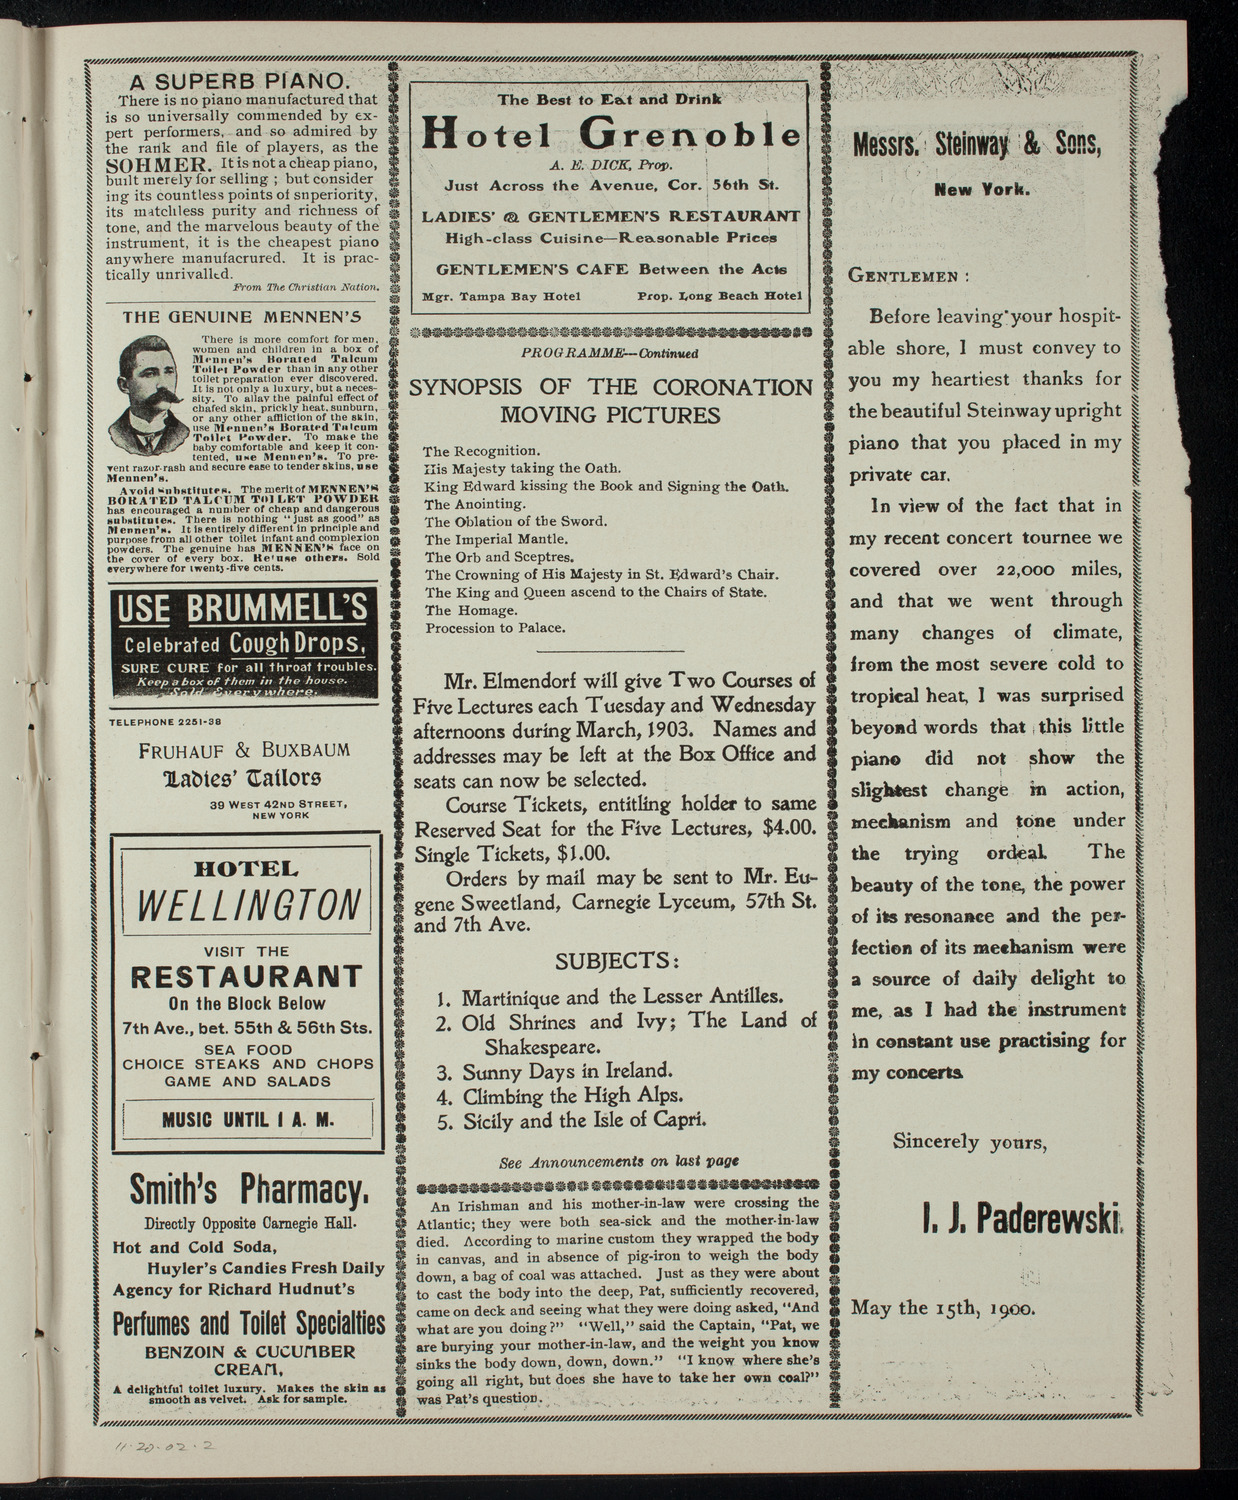 A SUPERB PIANO.
There is no piano manufactured that
is so universally commended by ex-
pert performers, and so admired by
the rank and file of players, as the
SOHMER. It is not a cheap piano,
built merely for selling ; but consider
ing its countless points of snperiority,
its matchless purity and richness of
tone, and the marvelous beauty of the
instrument, it is the cheapest piano
anywhere manufacrured. It is prac-
tically unrivalled.
From The Christian Nation.
THE GENUINE MENNEN'S
There is more comfort for men,
women and children in a box of
Mennen's Borated Talcum
Toilet Powder than in any other
toilet preparation ever discovered.
It is not only a luxury, but a neces-
sity. To allay the painful effect of
chafed skin, prickly heat, sunburn,
or any other affliction of the skin,
use Mennen's Borated Talcum
Toilet Powder. To make the
baby comfortable and keep it con-
tented, use Mennen's. To pre-
vent razor-rash and secure ease to tender skins, use
Mennen's.
Avoid Substitutes. The merit of MENNEN'S
BORATED TALCUM TOILET POWDER
has encouraged a number of cheap and dangerous
substitutes. There is nothing "just as good" as
Mennen's. It is entirely different in principle and
purpose from all other toilet infant and complexion
powders. The genuine has MENNEN'S face on
the cover of every box. Refuse others. Sold
everywhere for twenty-five cents.
USE BRUMMELL'S
Celebrated Cough Drops,
SURE CURE for all throat troubles.
Keep a box of them in the house.
Sold Everywhere.
TELEPHONE 2251-38
FRUHAUF & BUXBAUM
Ladies' Tailors
39 WEST 42ND STREET,
NEW YORK
HOTEL
WELLINGTON
VISIT THE
RESTAURANT
On the Block Below
7th Ave., bet. 55th & 56th Sts.
SEA FOOD
CHOICE STEAKS AND CHOPS
GAME AND SALADS
MUSIC UNTIL 1 A. M.
Smith's Pharmacy,
Directly Opposite Carnegie Hall.
Hot and Cold Soda,
Huyler's Candies Fresh Daily
Agency for Richard Hudnut's
Perfumes and Toilet Specialties
BENZOIN & CUCUMBER
CREAM,
A delightful toilet luxury. Makes the skin as
smooth as velvet. Ask for sample.
The Best to Eat and Drink
Hotel Grenoble
A. E. DICK, Prop.
Just Across the Avenue, Cor. 56th St.
LADIES' & GENTLEMEN'S RESTAURANT
High-class Cuisine—Reasonable Prices
GENTLEMEN'S CAFE Between the Acts
Mgr. Tampa Bay Hotel Prop. Long Beach Hotel
PROGRAMME---Continued
SYNOPSIS OF THE CORONATION
MOVING PICTURES
The Recognition.
His Majesty taking the Oath.
King Edward kissing the Book and Signing the Oath.
The Anointing.
The Oblation of the Sword.
The Imperial Mantle.
The Orb and Sceptres.
The Crowning of His Majesty in St. Edward's Chair.
The King and Queen ascend to the Chairs of State.
The Homage.
Procession to Palace.
Mr. Elmendorf will give Two Courses of
Five Lectures each Tuesday and Wednesday
afternoons during March, 1903. Names and
addresses may be left at the Box Office and
seats can now be selected.
Course Tickets, entitling holder to same
Reserved Seat for the Five Lectures, $4.00.
Single Tickets, $1.00.
Orders by mail may be sent to Mr. Eu-
gene Sweetland, Carnegie Lyceum, 57th St.
and 7th Ave.
SUBJECTS:
1. Martinique and the Lesser Antilles.
2. Old Shrines and Ivy; The Land of
Shakespeare.
3. Sunny Days in Ireland.
4. Climbing the High Alps.
5. Sicily and the Isle of Capri.
See Announcements on last page
An Irishman and his mother-in-law were crossing the
Atlantic; they were both sea-sick and the mother-in-law
died. According to marine custom they wrapped the body
in canvas, and in absence of pig-iron to weigh the body
down, a bag of coal was attached. Just as they were about
to cast the body into the deep, Pat, sufficiently recovered,
came on deck and seeing what they were doing asked, "And
what are you doing?" "Well," said the Captain, "Pat, we
are burying your mother-in-law, and the weight you know
sinks the body down, down, down." "I know where she's
going all right, but does she have to take her own coal?"
was Pat's question.
Messrs. Steinway & Sons,
New York.
GENTLEMEN :
Before leaving your hospit-
able shore, I must convey to
you my heartiest thanks for
the beautiful Steinway upright
piano that you placed in my
private car.
In view of the fact that in
my recent concert tournee we
covered over 22,000 miles,
and that we went through
many changes of climate,
from the most severe cold to
tropical heat, I was surprised
beyond words that this little
piano did not show the
slightest change in action,
mechanism and tone under
the trying ordeal. The
beauty of the tone, the power
of its resonance and the per-
fection of its mechanism were
a source of daily delight to
me, as I had the instrument
in constant use practising for
my concerts.
Sincerely yours,
I. J. Paderewski.
May the 15th, 1900.
11-20-02-2